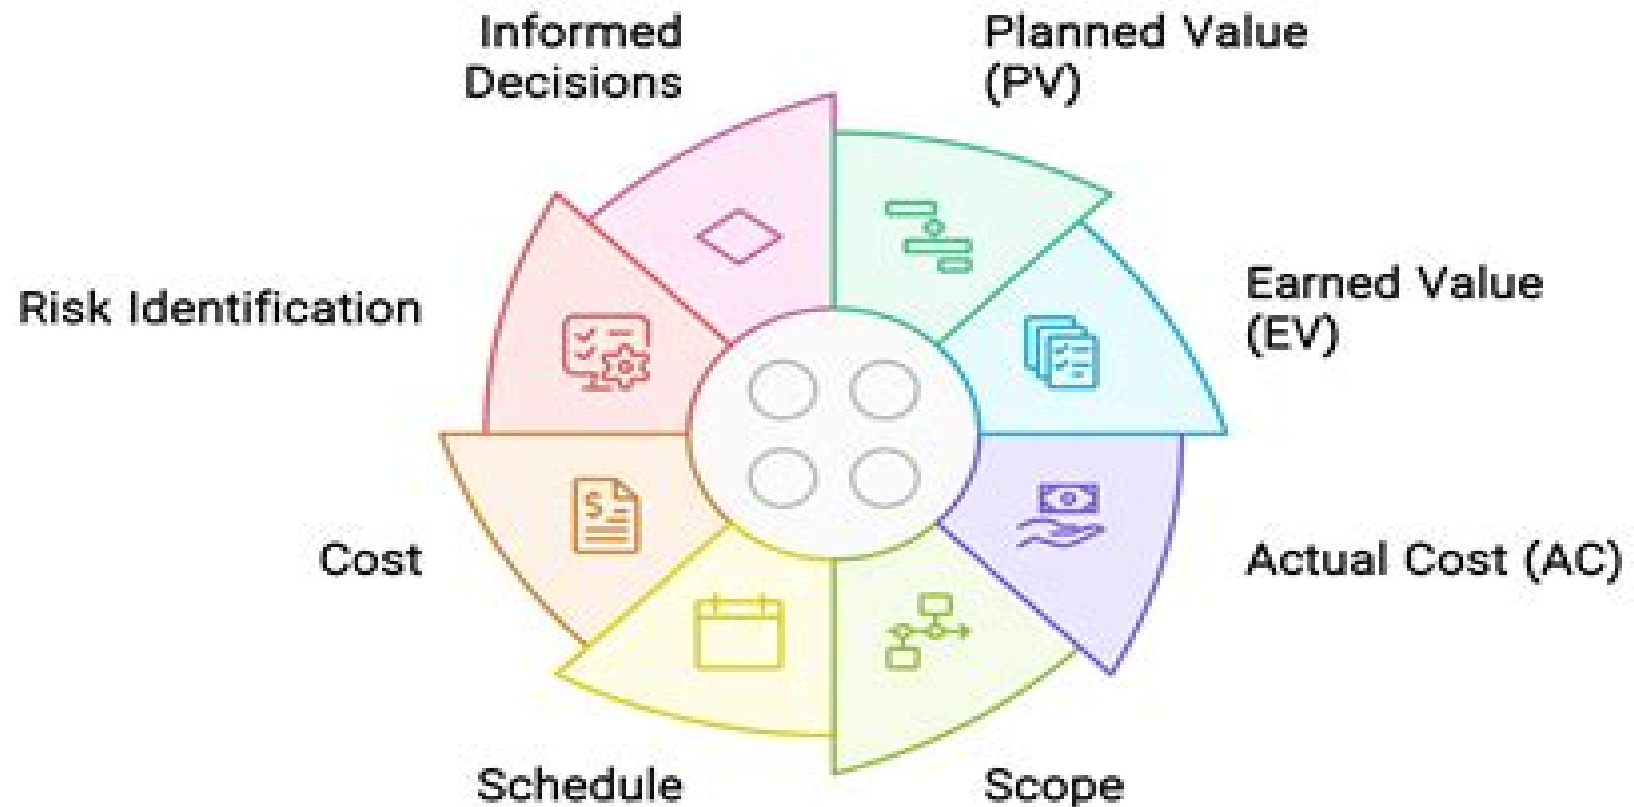 Informed
Decisions
Planned Value
(PV)
Risk Identification
Earned Value
(EV)
$
Cost
Actual Cost (AC)
Schedule
Scope